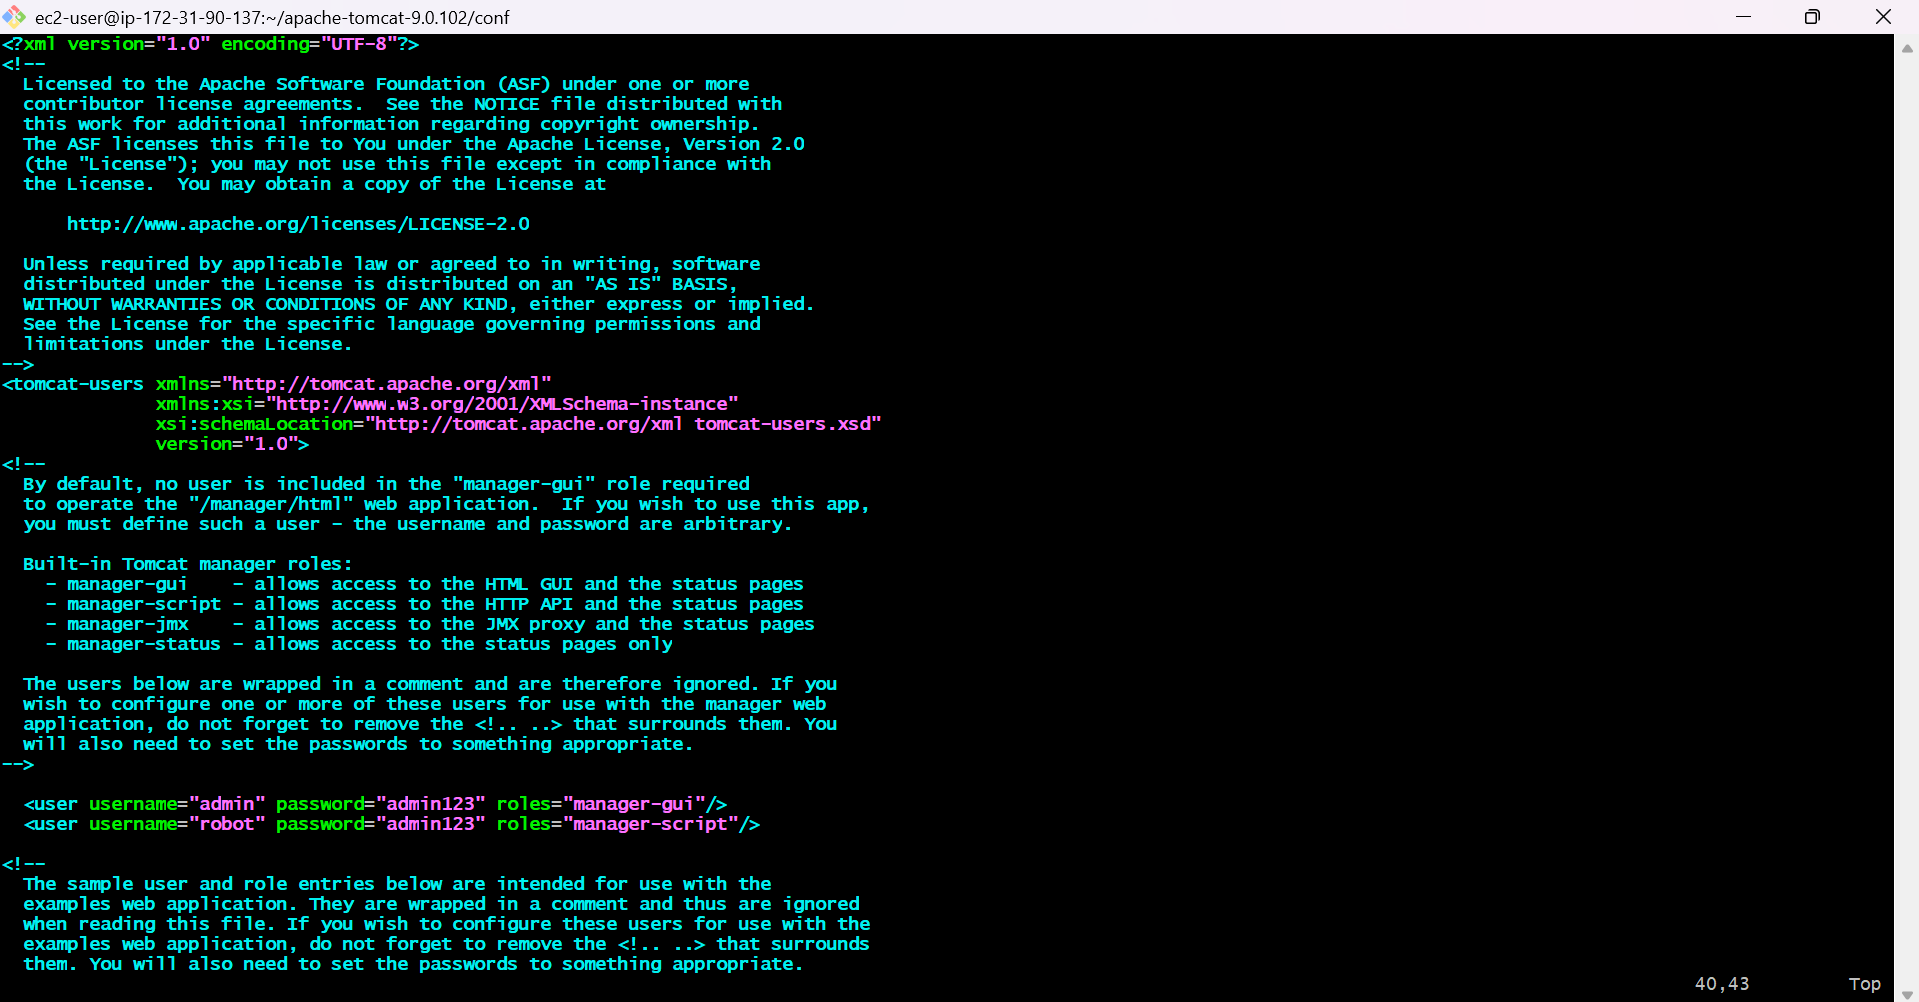 ec2-user@ip-172-31-90-137:~/apache-tomcat-9.0.102/conf
<?xml version="1.0" encoding="UTF-8"?>
<!--
  Licensed to the Apache Software Foundation (ASF) under one or more
  contributor license agreements.  See the NOTICE file distributed with
  this work for additional information regarding copyright ownership.
  The ASF licenses this file to You under the Apache License, Version 2.0
  (the "License"); you may not use this file except in compliance with
  the License.  You may obtain a copy of the License at

      http://www.apache.org/licenses/LICENSE-2.0

  Unless required by applicable law or agreed to in writing, software
  distributed under the License is distributed on an "AS IS" BASIS,
  WITHOUT WARRANTIES OR CONDITIONS OF ANY KIND, either express or implied.
  See the License for the specific language governing permissions and
  limitations under the License.
-->
<tomcat-users xmlns="http://tomcat.apache.org/xml"
              xmlns:xsi="http://www.w3.org/2001/XMLSchema-instance"
              xsi:schemaLocation="http://tomcat.apache.org/xml tomcat-users.xsd"
              version="1.0">
<!--
  By default, no user is included in the "manager-gui" role required
  to operate the "/manager/html" web application.  If you wish to use this app,
  you must define such a user - the username and password are arbitrary.

  Built-in Tomcat manager roles:
    - manager-gui    - allows access to the HTML GUI and the status pages
    - manager-script - allows access to the HTTP API and the status pages
    - manager-jmx    - allows access to the JMX proxy and the status pages
    - manager-status - allows access to the status pages only

  The users below are wrapped in a comment and are therefore ignored. If you
  wish to configure one or more of these users for use with the manager web
  application, do not forget to remove the <!.. ..> that surrounds them. You
  will also need to set the passwords to something appropriate.
-->

  <user username="admin" password="admin123" roles="manager-gui"/>
  <user username="robot" password="admin123" roles="manager-script"/>

<!--
  The sample user and role entries below are intended for use with the
  examples web application. They are wrapped in a comment and thus are ignored
  when reading this file. If you wish to configure these users for use with the
  examples web application, do not forget to remove the <!.. ..> that surrounds
  them. You will also need to set the passwords to something appropriate.
40,43 Top